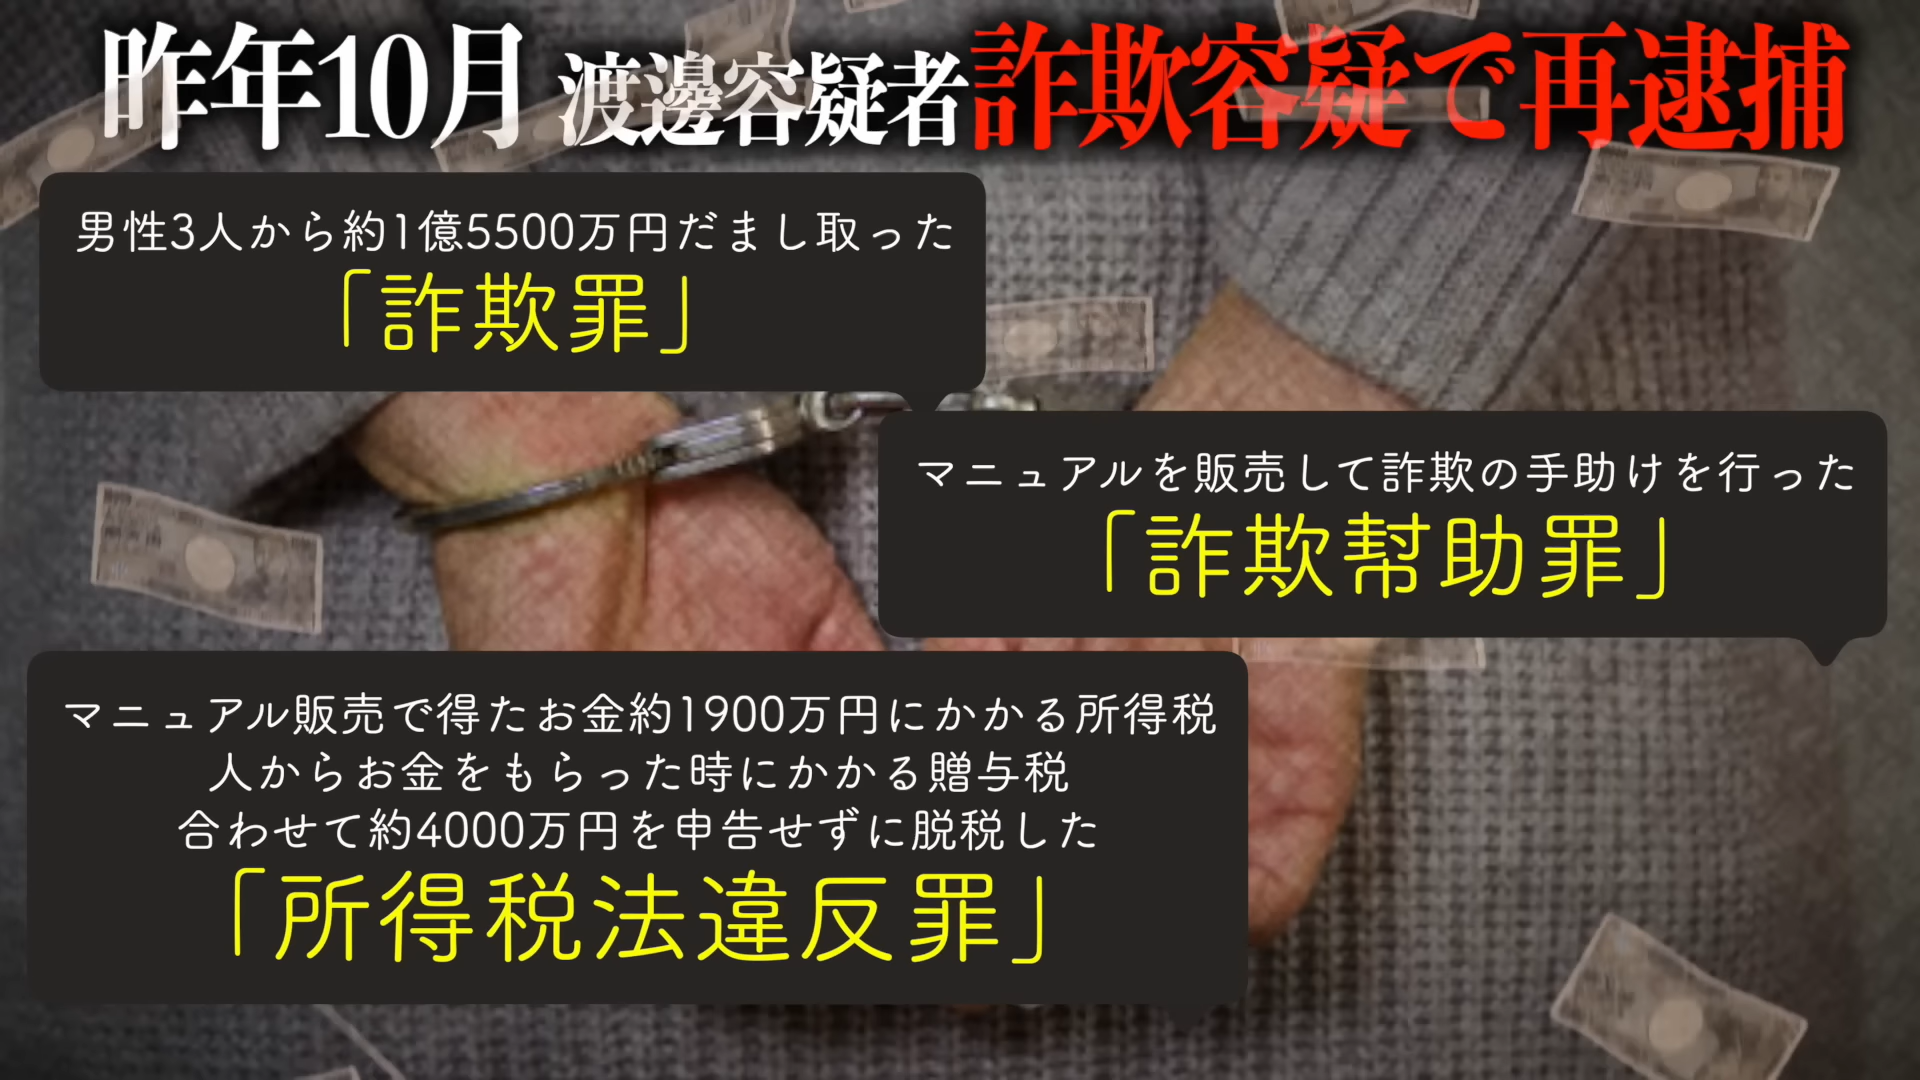 昨年10月 渡邊容疑者詐欺容疑で再逮捕
男性3人から約1億5500万円だまし取った
「詐欺罪」
マニュアルを販売して詐欺の手助けを行った
「詐欺幇助罪」
マニュアル販売で得たお金約1900万円にかかる所得税
人からお金をもらった時にかかる贈与税
合わせて約4000万円を申告せずに脱税した
「所得税法違反罪」